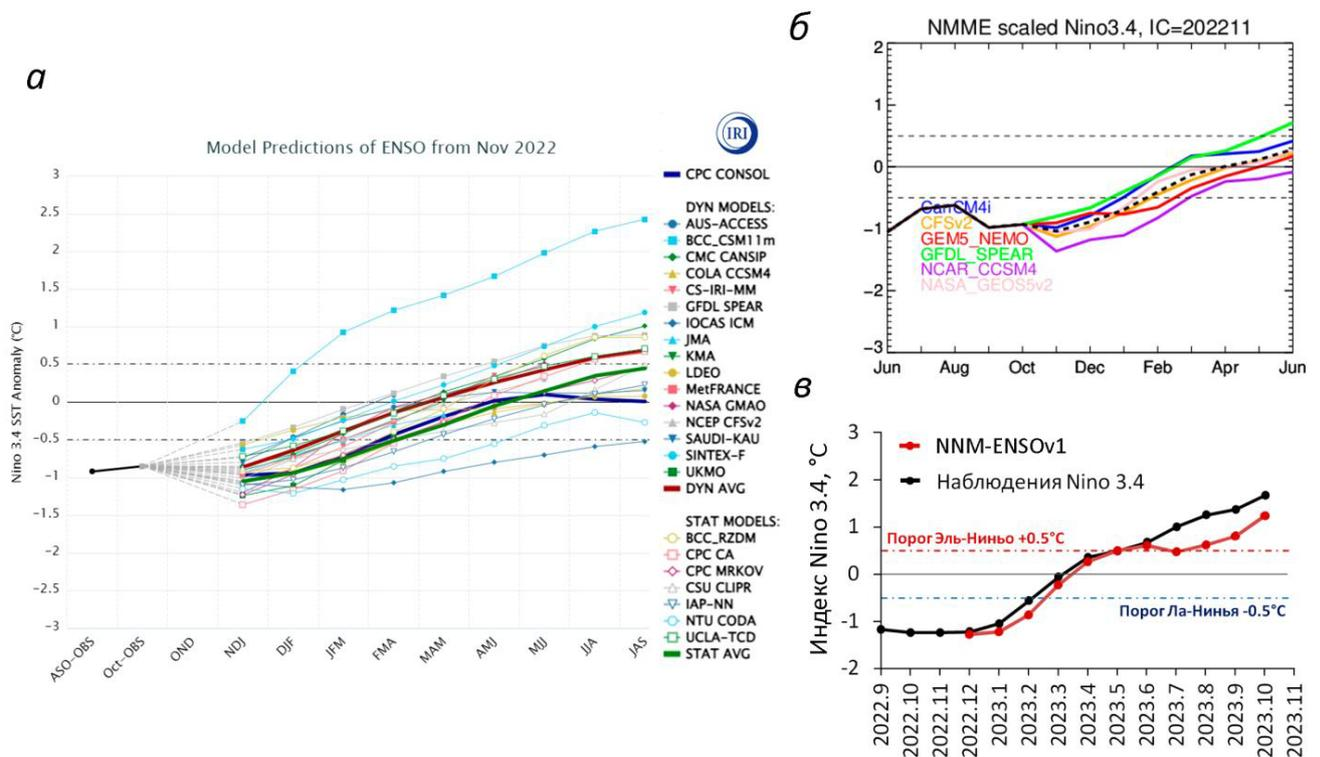 а
Model Predictions of ENSO from Nov 2022
IRI
Nino 3.4 SST Anomaly (°C)
3
2.5
2
1.5
1
0.5
0
−0.5
−1
−1.5
−2
−2.5
−3
ASO-OBS
Oct-OBS
OND
NDJ
DJF
JFM
FMA
MAM
AMJ
MJJ
JJA
JAS
CPC CONSOL
DYN MODELS:
AUS-ACCESS
BCC_CSM11m
CMC CANSIP
COLA CCSM4
CS-IRI-MM
GFDL SPEAR
IOCAS ICM
JMA
KMA
LDEO
MetFRANCE
NASA GMAO
NCEP CFSv2
SAUDI-KAU
SINTEX-F
UKMO
DYN AVG
STAT MODELS:
BCC_RZDM
CPC CA
CPC MRKOV
CSU CLIPR
IAP-NN
NTU CODA
UCLA-TCD
STAT AVG
б
NMME scaled Nino3.4, IC=202211
2
1
0
−1
−2
−3
CanCM4i
CFSv2
GEM5_NEMO
GFDL_SPEAR
NCAR_CCSM4
NASA_GEOS5v2
Jun
Aug
Oct
Dec
Feb
Apr
Jun
в
Индекс Nino 3.4, °C
3
2
1
0
-1
-2
NNM-ENSOv1
Наблюдения Nino 3.4
Порог Эль-Ниньо +0.5°C
Порог Ла-Нинья -0.5°C
2022.9
2022.10
2022.11
2022.12
2023.1
2023.2
2023.3
2023.4
2023.5
2023.6
2023.7
2023.8
2023.9
2023.10
2023.11